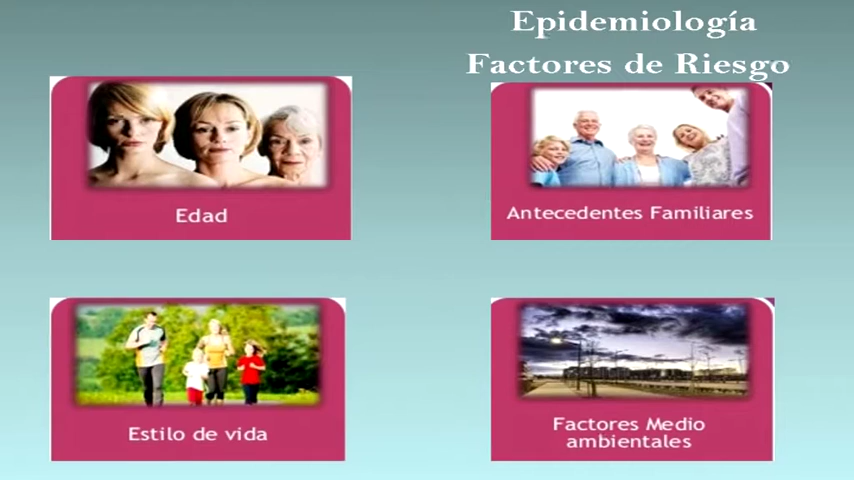 Epidemiología
Factores de Riesgo
Edad
Antecedentes Familiares
Estilo de vida
Factores Medio
ambientales